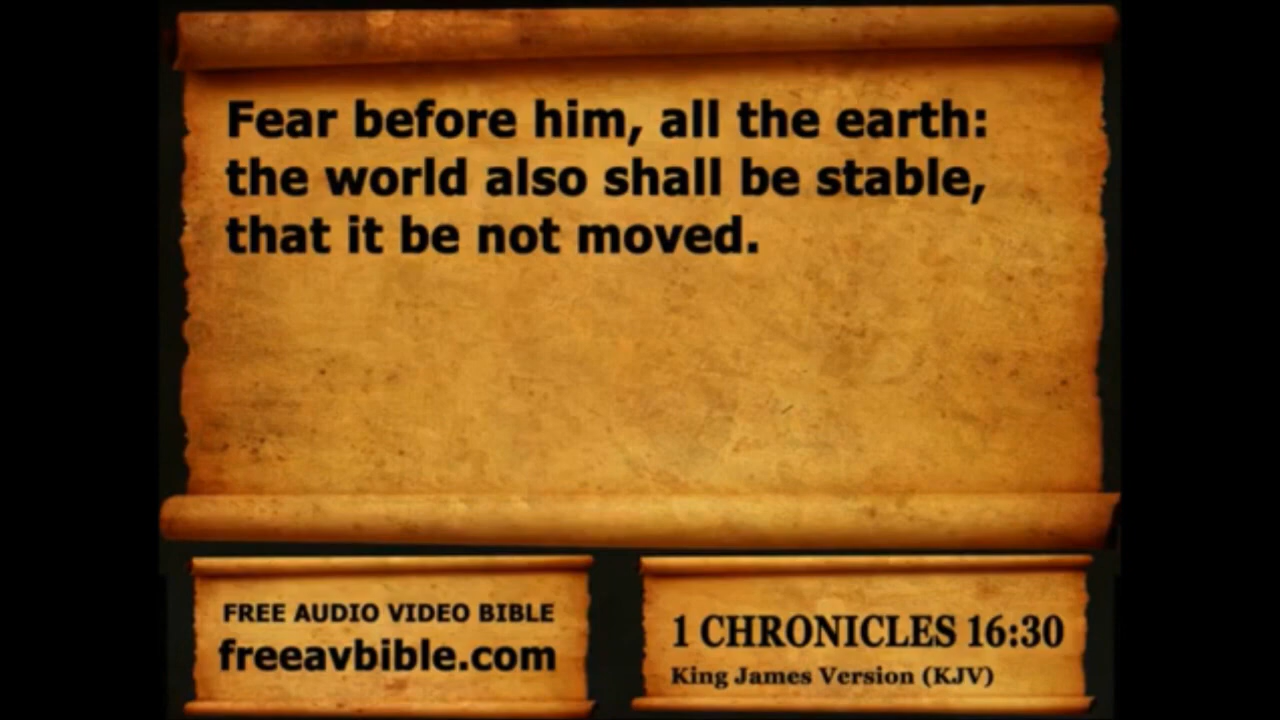 Fear before him, all the earth:
the world also shall be stable,
that it be not moved.
FREE AUDIO VIDEO BIBLE
freeavbible.com
1 CHRONICLES 16:30
King James Version (KJV)